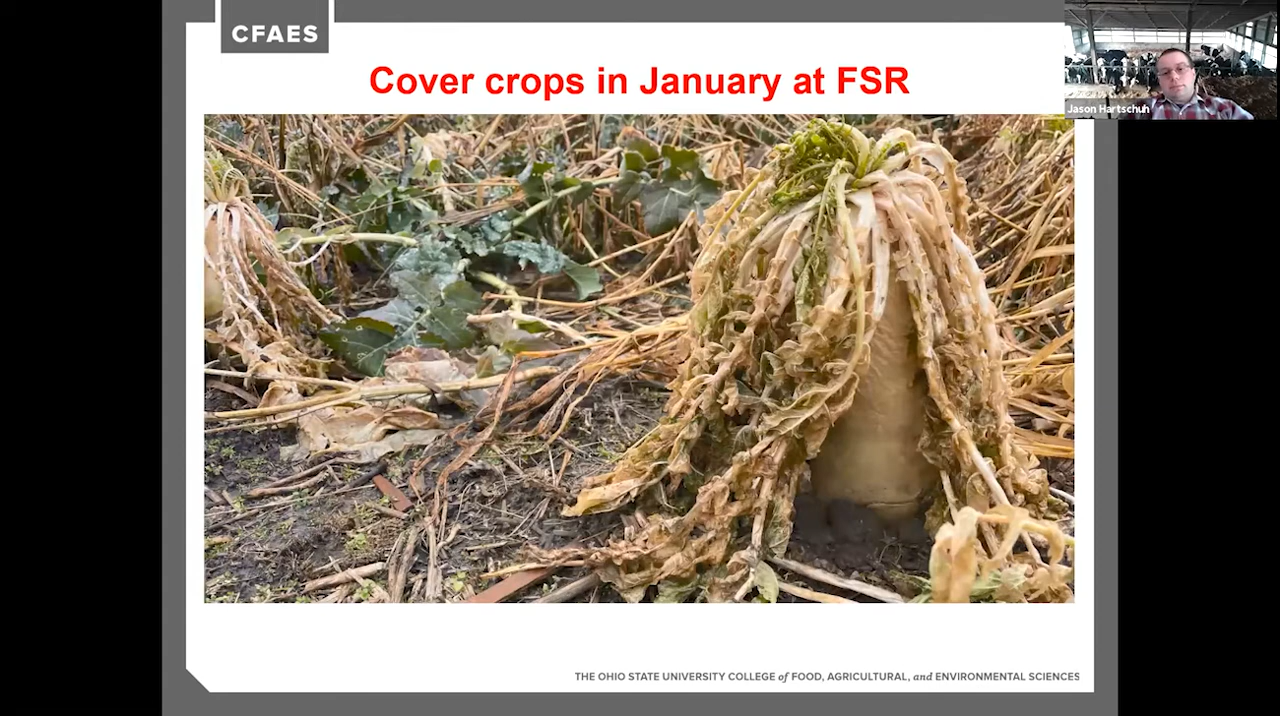 CFAES
Cover crops in January at FSR
Jason Hartschuh
THE OHIO STATE UNIVERSITY COLLEGE of FOOD, AGRICULTURAL, and ENVIRONMENTAL SCIENCES